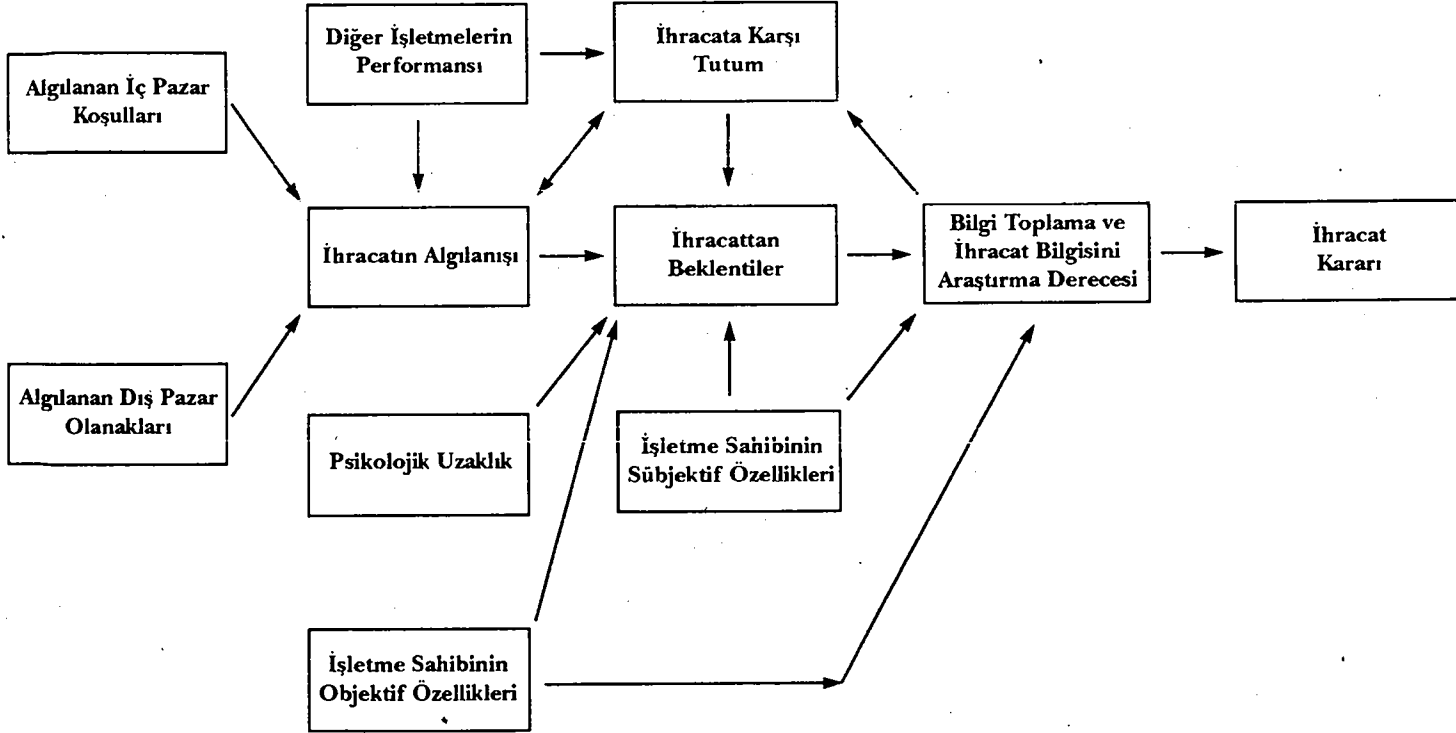 Diğer İşletmelerin
Performansı
İhracata Karşı
Tutum
Algılanan İç Pazar
Koşulları
İhracatın Algılanışı
İhracattan
Beklentiler
Bilgi Toplama ve
İhracat Bilgisini
Araştırma Derecesi
İhracat
Kararı
Algılanan Dış Pazar
Olanakları
Psikolojik Uzaklık
İşletme Sahibinin
Sübjektif Özellikleri
İşletme Sahibinin
Objektif Özellikleri